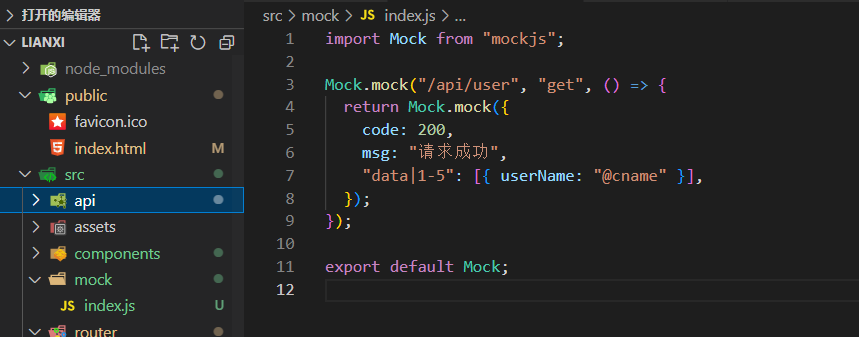 打开的编辑器
LIANXI
node_modules
public
favicon.ico
index.html M
src
api
assets
components
mock
JS index.js U
router
src > mock > JS index.js > ...
1 import Mock from "mockjs";
2
3 Mock.mock("/api/user", "get", () => {
4 return Mock.mock({
5 code: 200,
6 msg: "请求成功",
7 "data|1-5": [{ userName: "@cname" }],
8 });
9 });
10
11 export default Mock;
12